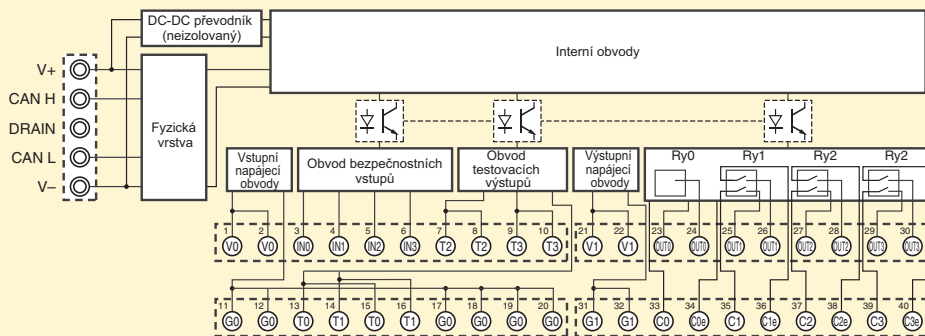 DC-DC převodník
(neizolovaný)
Interní obvody
V+
CAN H
DRAIN
CAN L
V–
Fyzická
vrstva
Vstupní
napájecí
obvody
Obvod bezpečnostních
vstupů
Obvod
testovacích
výstupů
Výstupní
napájecí
obvody
Ry0 Ry1 Ry2 Ry2
1 2 3 4 5 6 7 8 9 10 21 22 23 24 25 26 27 28 29 30
V0 V0 IN0 IN1 IN2 IN3 T2 T2 T3 T3 V1 V1 OUT0 OUT0 OUT1 OUT1 OUT2 OUT2 OUT3 OUT3
11 12 13 14 15 16 17 18 19 20 31 32 33 34 35 36 37 38 39 40
G0 G0 T0 T1 T0 T1 G0 G0 G0 G0 G1 G1 C0 C0e C1 C1e C2 C2e C3 C3e